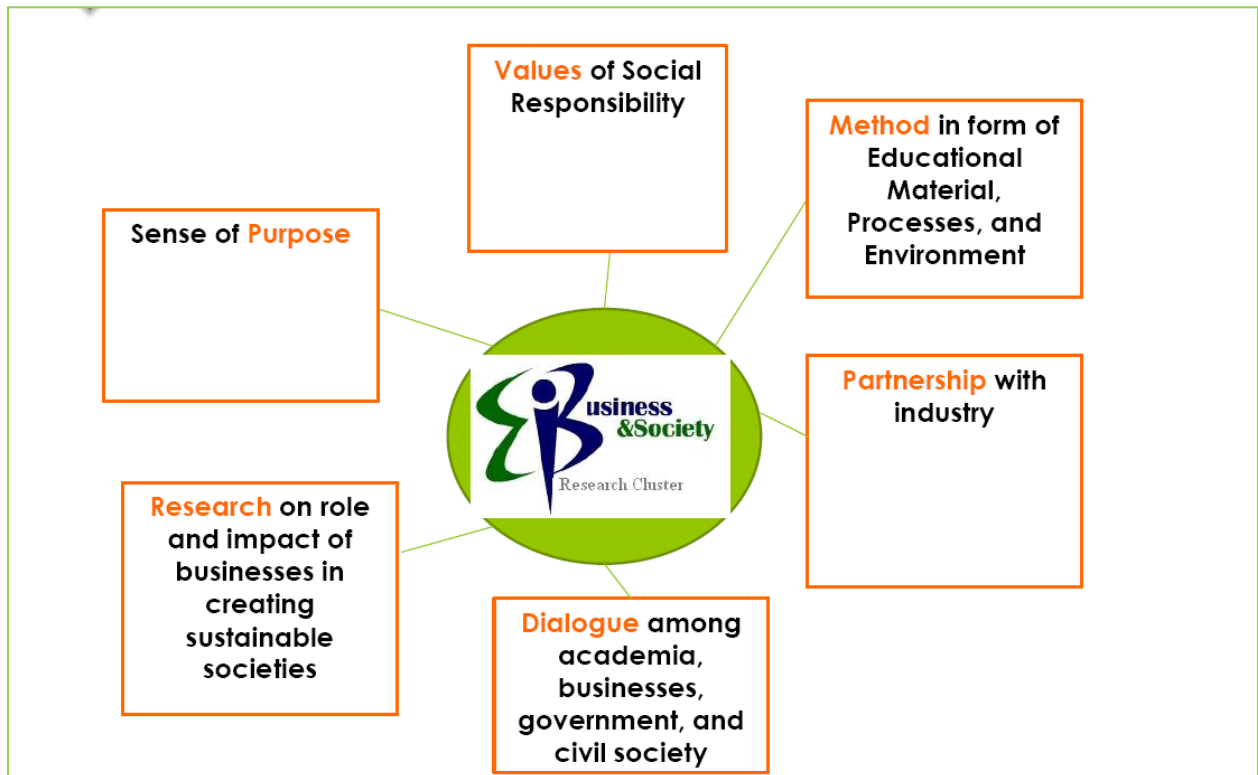 Values of Social
Responsibility
Method in form of
Educational
Material,
Processes, and
Environment
Sense of Purpose
Partnership with
industry
Business
&Society
Research Cluster
Research on role
and impact of
businesses in
creating
sustainable
societies
Dialogue among
academia,
businesses,
government, and
civil society